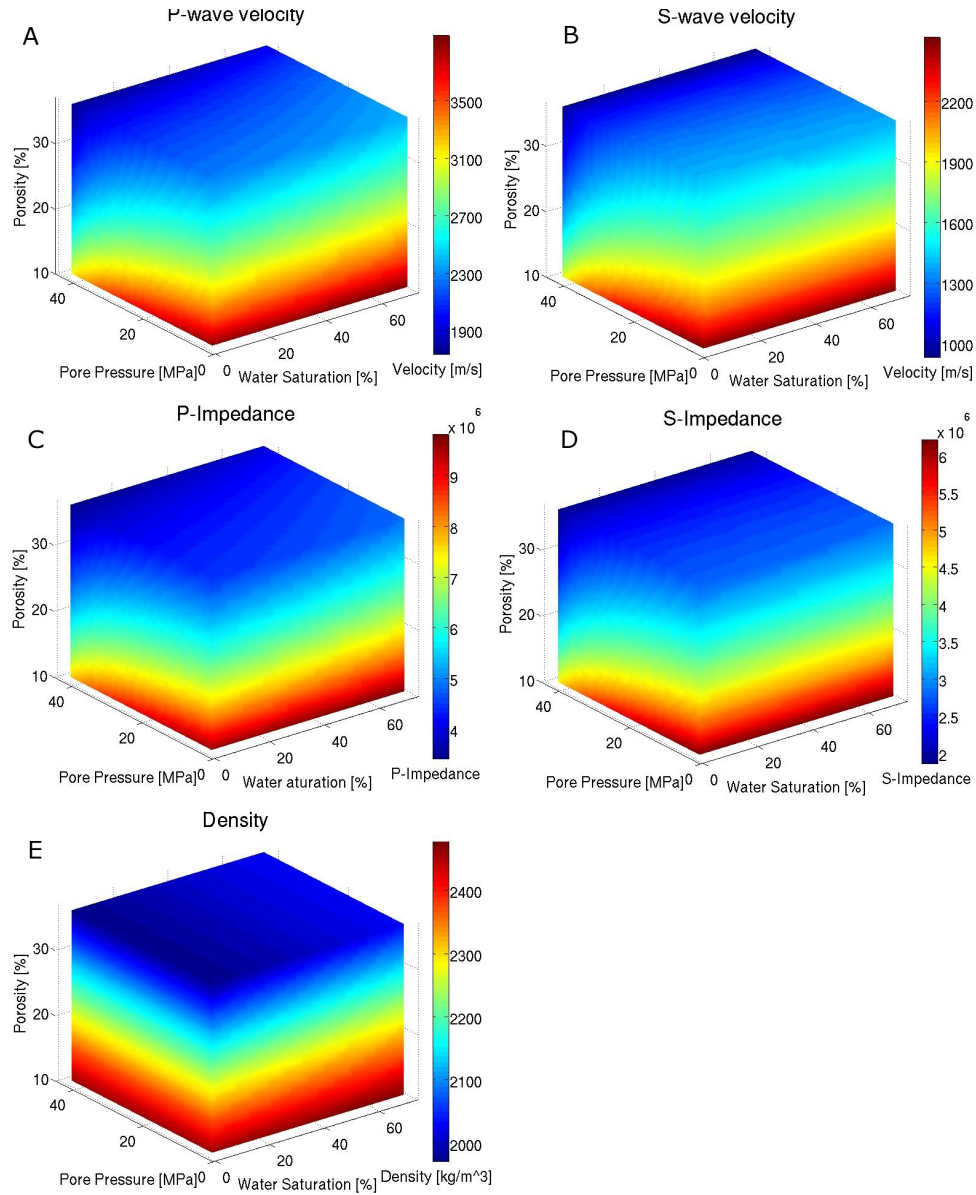 P-wave velocity
A
3500
3100
2700
2300
1900
Porosity [%]
30
20
10
40
20
0
Pore Pressure [MPa]
0
20
40
60
Water Saturation [%]
Velocity [m/s]
S-wave velocity
B
2200
1900
1600
1300
1000
Porosity [%]
30
20
10
40
20
0
Pore Pressure [MPa]
0
20
40
60
Water Saturation [%]
Velocity [m/s]
P-Impedance
C
x 10 6
9
8
7
6
5
4
Porosity [%]
30
20
10
40
20
0
Pore Pressure [MPa]
0
20
40
60
Water aturation [%]
P-Impedance
S-Impedance
D
x 10 6
6
5.5
5
4.5
4
3.5
3
2.5
2
Porosity [%]
30
20
10
40
20
0
Pore Pressure [MPa]
0
20
40
60
Water Saturation [%]
S-Impedance
Density
E
2400
2300
2200
2100
2000
Porosity [%]
30
20
10
40
20
0
Pore Pressure [MPa]
0
20
40
60
Water Saturation [%]
Density [kg/m^3]